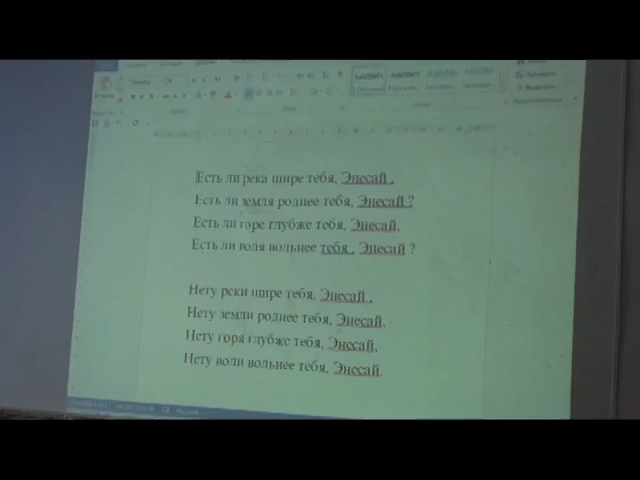 Есть ли река шире тебя, Энесай ,
Есть ли земля роднее тебя, Энесай ?
Есть ли горе глубже тебя, Энесай,
Есть ли воля вольнее тебя , Энесай ?
Нету реки шире тебя, Энесай ,
Нету земли роднее тебя, Энесай.
Нету горя глубже тебя, Энесай,
Нету воли вольнее тебя, Энесай.